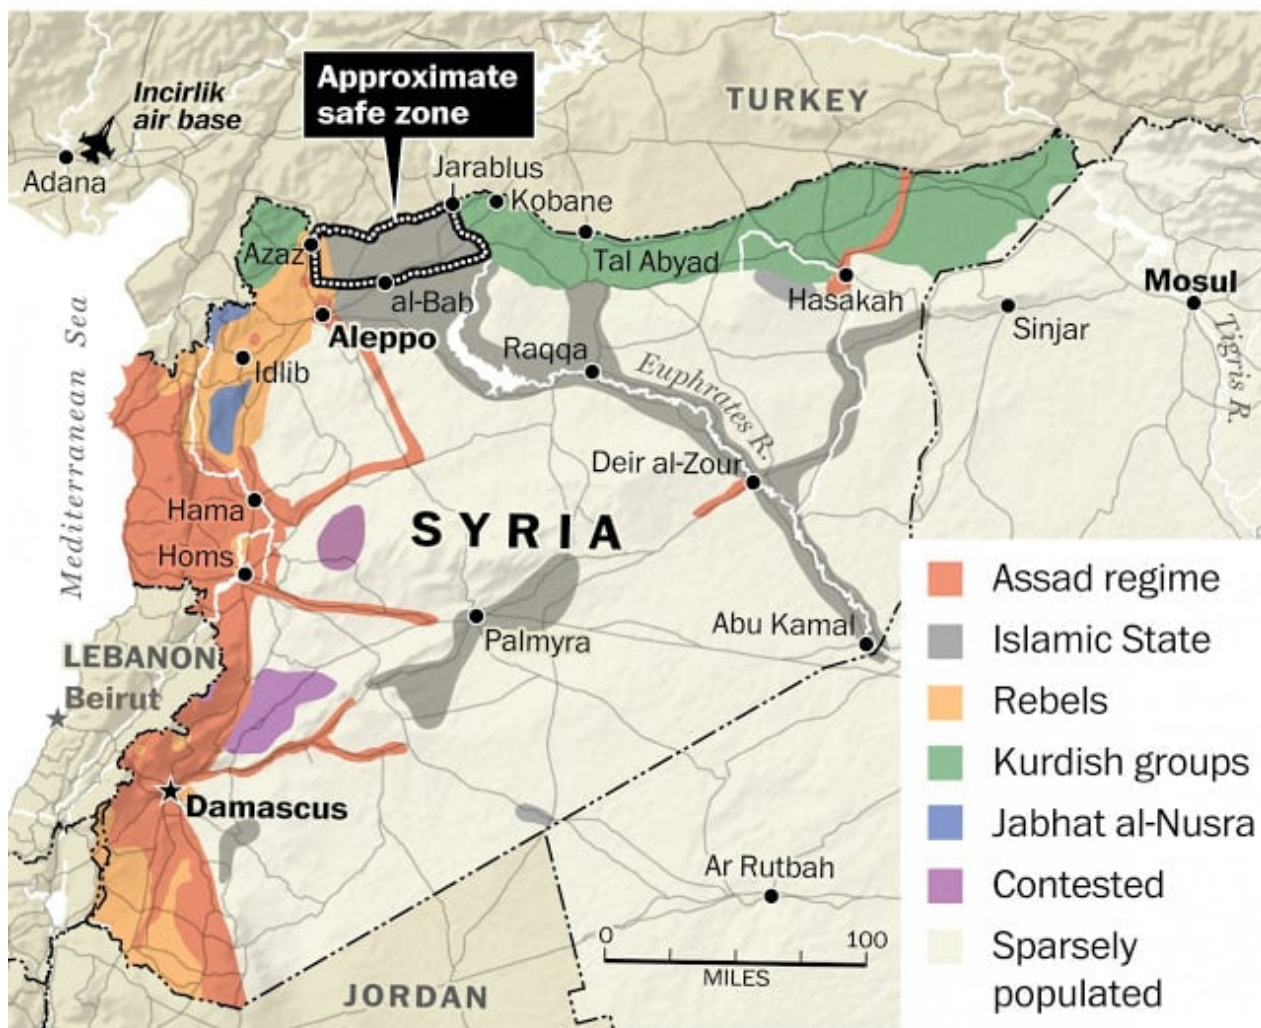 Approximate
safe zone
Incirlik
air base
TURKEY
Adana
Jarablus
Kobane
Azaz
Tal Abyad
al-Bab
Hasakah
Mosul
Sinjar
Tigris R.
Aleppo
Mediterranean Sea
Idlib
Raqqa
Euphrates R.
Deir al-Zour
Hama
SYRIA
Homs
Palmyra
Abu Kamal
LEBANON
Beirut
Damascus
Ar Rutbah
JORDAN
0 100
MILES
Assad regime
Islamic State
Rebels
Kurdish groups
Jabhat al-Nusra
Contested
Sparsely
populated